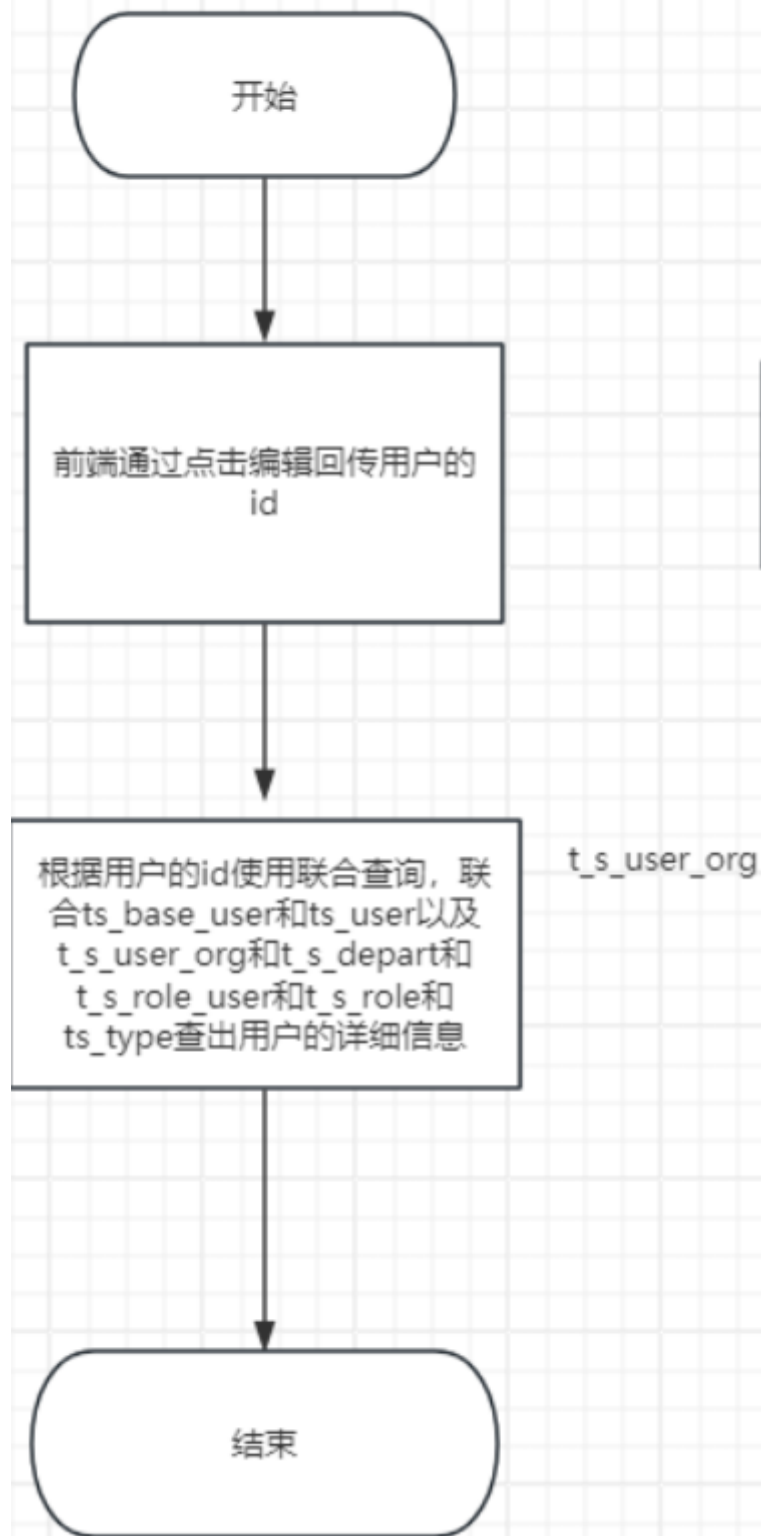 开始
前端通过点击编辑回传用户的
id
根据用户的id使用联合查询，联
合ts_base_user和ts_user以及
t_s_user_org和t_s_depart和
t_s_role_user和t_s_role和
ts_type查出用户的详细信息
t_s_user_org
结束